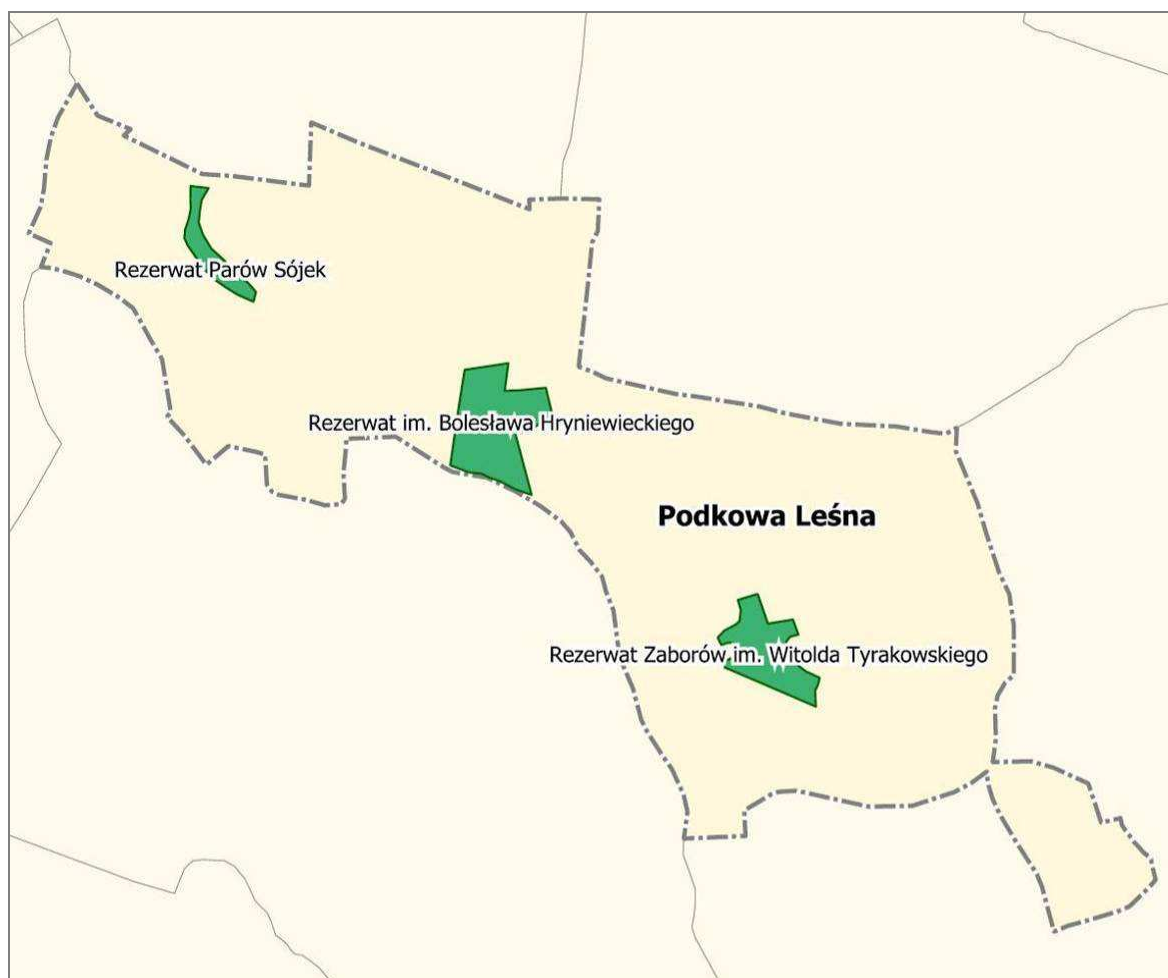 Rezerwat Parów Sójek
Rezerwat im. Bolesława Hryniewieckiego
Podkowa Leśna
Rezerwat Zaborów im. Witolda Tyrakowskiego